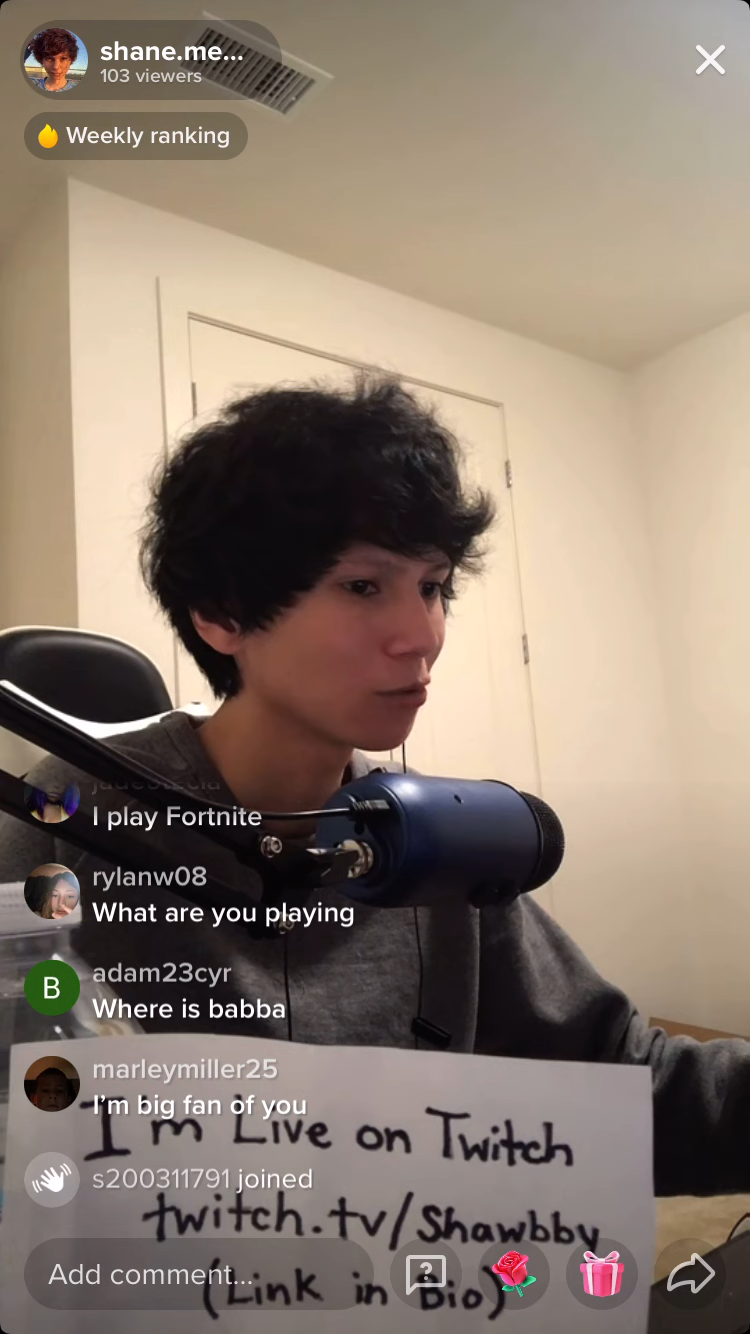 shane.me...
103 viewers
Weekly ranking
I play Fortnite
rylanw08
What are you playing
B
adam23cyr
Where is babba
marleymiller25
I'm big fan of you
I'm Live on Twitch
s200311791 joined
twitch.tv/Shawbby
Add comment...
(Link in Bio)